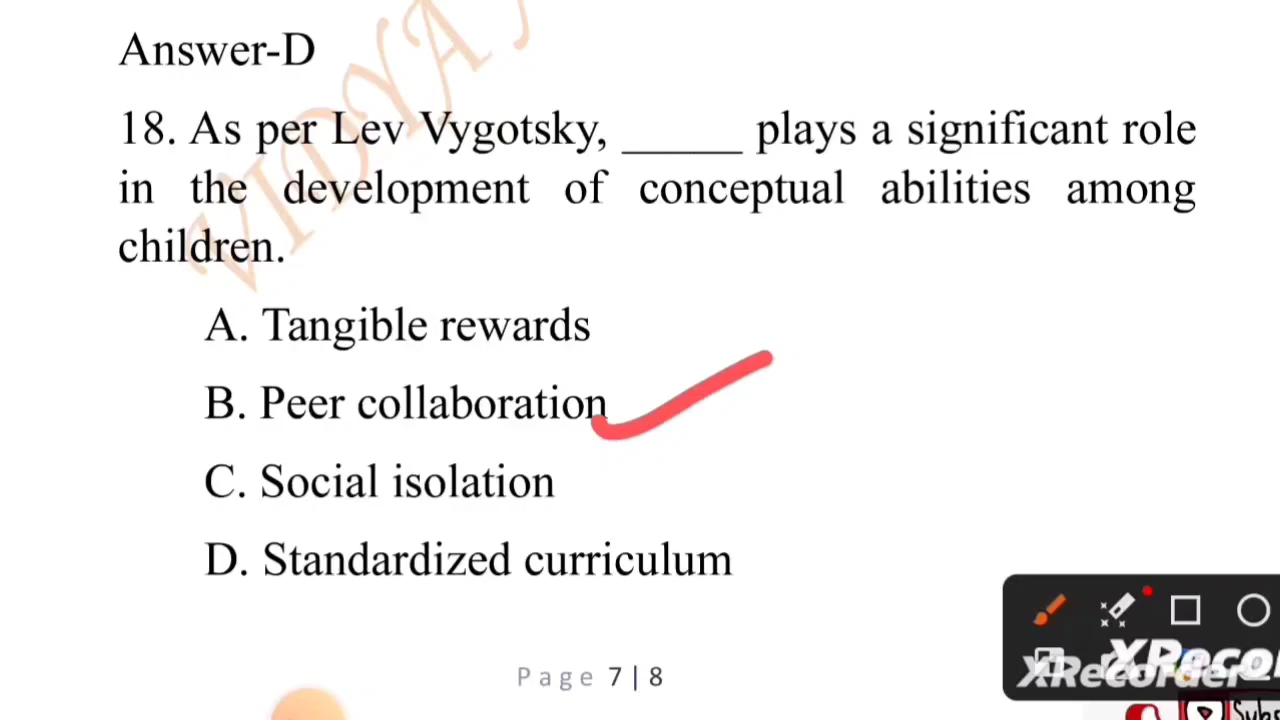 Answer-D
18. As per Lev Vygotsky, _____ plays a significant role
in the development of conceptual abilities among
children.
A. Tangible rewards
B. Peer collaboration
C. Social isolation
D. Standardized curriculum
Page 7 | 8
XRecorder